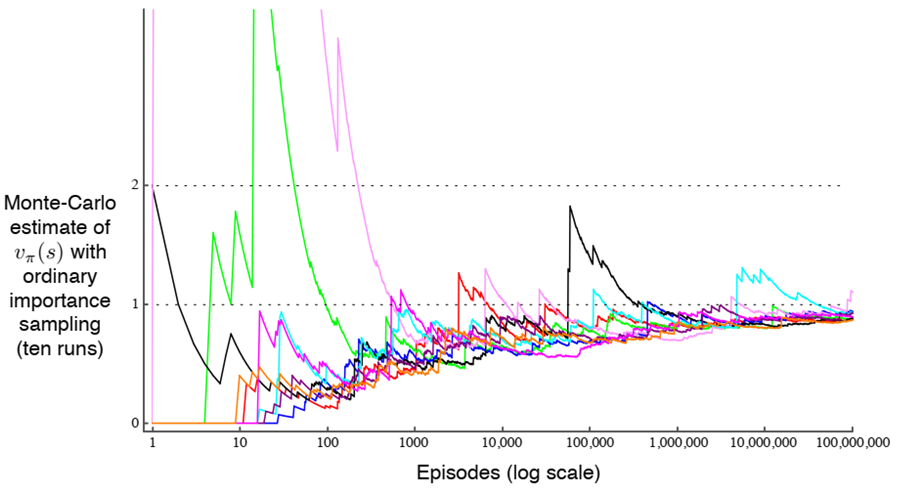 2
Monte-Carlo
estimate of
vπ(s) with
ordinary
importance
sampling
(ten runs)
1
0
1 10 100 1000 10,000 100,000 1,000,000 10,000,000 100,000,000
Episodes (log scale)